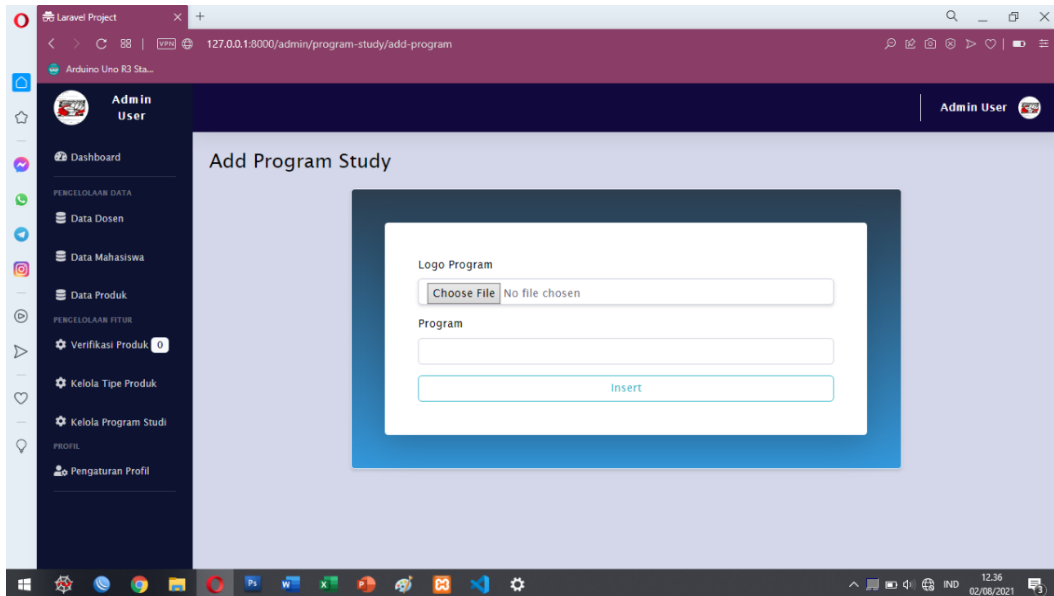 Laravel Project
VPN 127.0.0.1:8000/admin/program-study/add-program
Arduino Uno R3 Sta...
Admin User
Admin User
Dashboard
PENGELOLAAN DATA
Data Dosen
Data Mahasiswa
Data Produk
PENGELOLAAN FITUR
Verifikasi Produk 0
Kelola Tipe Produk
Kelola Program Studi
PROFIL
Pengaturan Profil
Add Program Study
Logo Program
Choose File No file chosen
Program
Insert
Ps
IND
12.36
02/08/2021
3